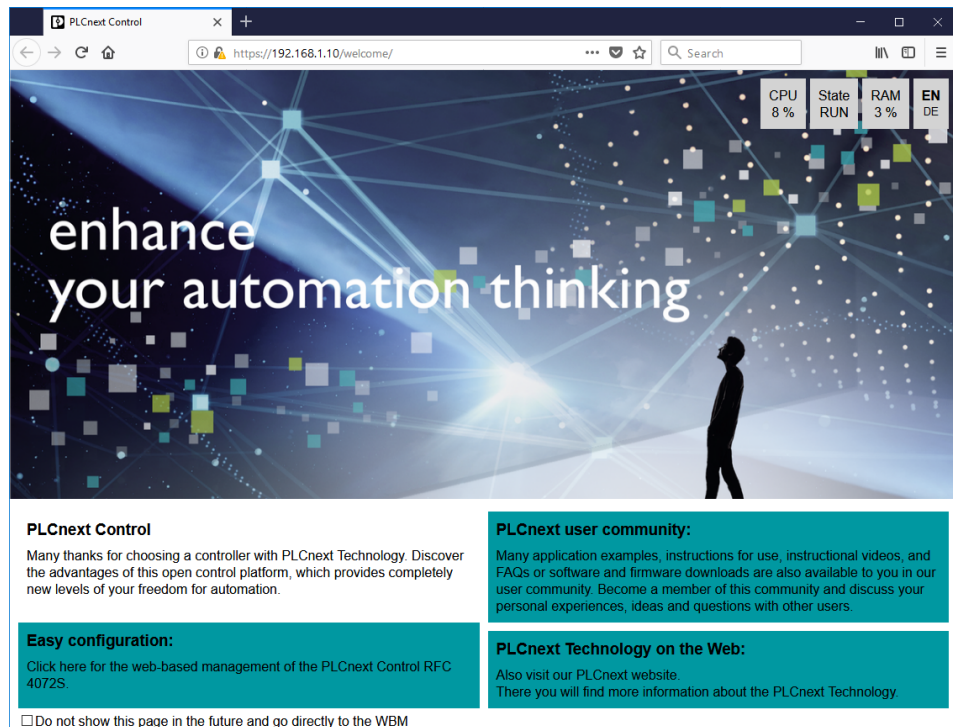 PLCnext Control
https://192.168.1.10/welcome/
Search
CPU
8 %
State
RUN
RAM
3 %
EN
DE
enhance
your automation thinking
PLCnext Control
Many thanks for choosing a controller with PLCnext Technology. Discover
the advantages of this open control platform, which provides completely
new levels of your freedom for automation.
Easy configuration:
Click here for the web-based management of the PLCnext Control RFC
4072S.
PLCnext user community:
Many application examples, instructions for use, instructional videos, and
FAQs or software and firmware downloads are also available to you in our
user community. Become a member of this community and discuss your
personal experiences, ideas and questions with other users.
PLCnext Technology on the Web:
Also visit our PLCnext website.
There you will find more information about the PLCnext Technology.
Do not show this page in the future and go directly to the WBM